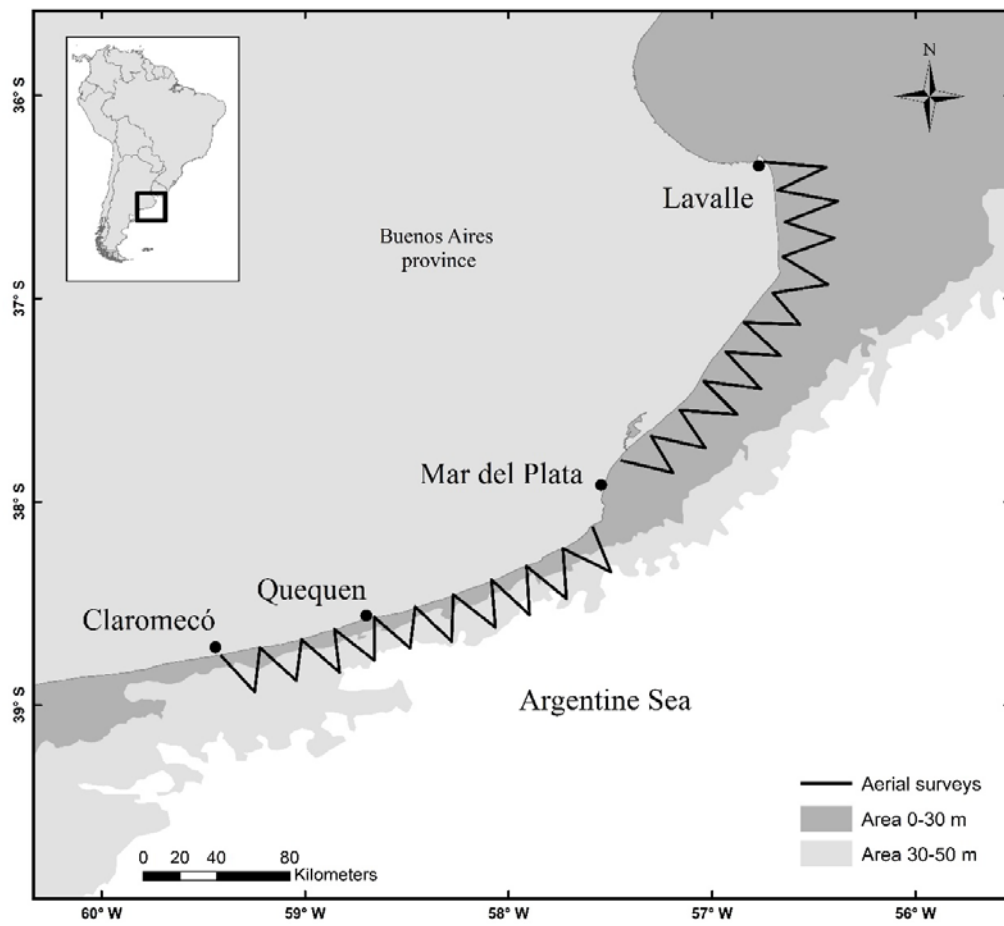 N
36° S
37° S
38° S
39° S
Lavalle
Buenos Aires
province
Mar del Plata
Quequen
Claromecó
Argentine Sea
Aerial surveys
Area 0-30 m
Area 30-50 m
0 20 40 80
Kilometers
60° W 59° W 58° W 57° W 56° W